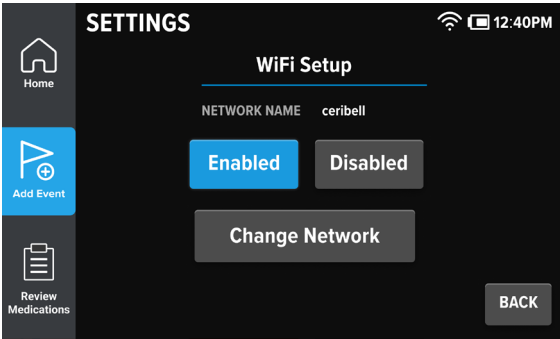 SETTINGS
12:40PM
Home
Add Event
Review
Medications
WiFi Setup
NETWORK NAME ceribell
Enabled Disabled
Change Network
BACK